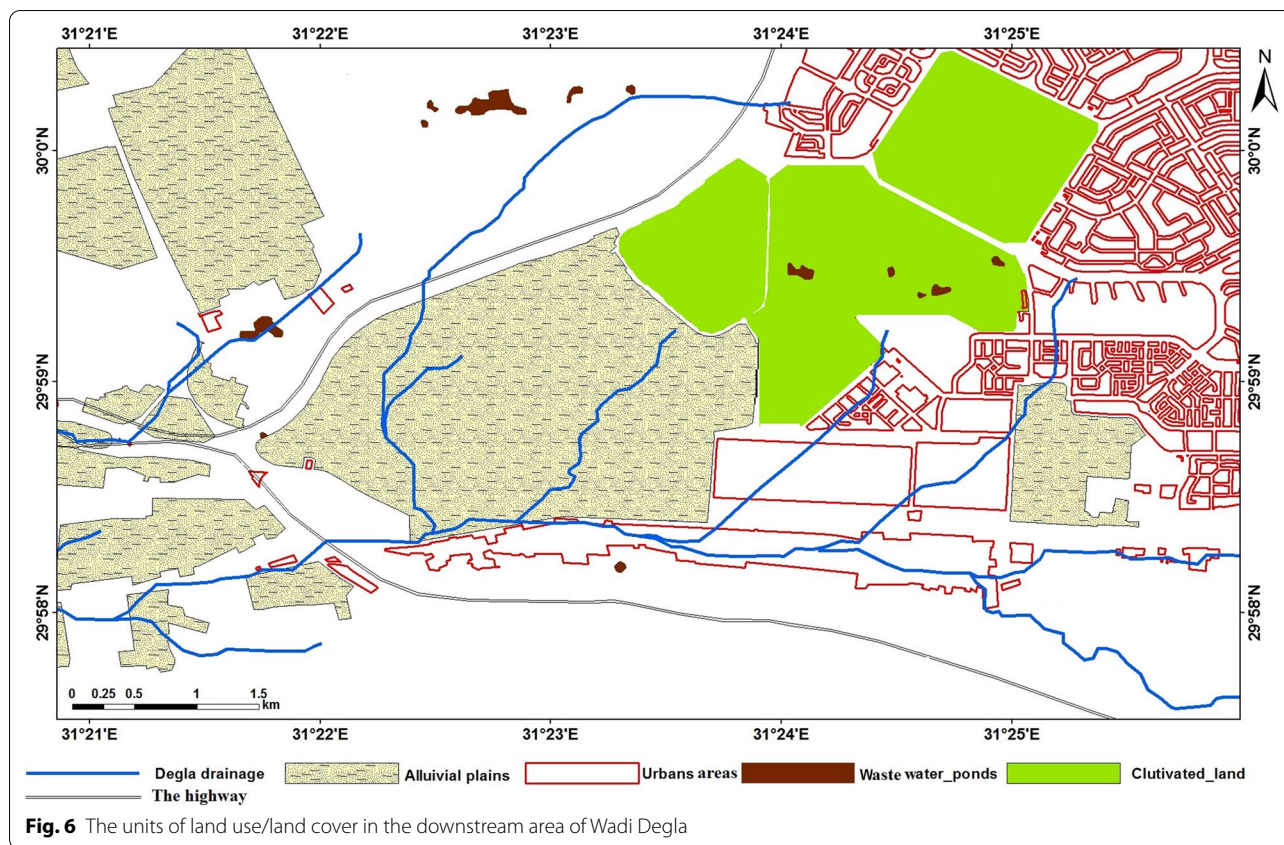 31°21'E 31°22'E 31°23'E 31°24'E 31°25'E
N
30°0'1N 30°0'1N
29°59'N 29°59'N
29°58'N 29°58'N
0 0.25 0.5 1 1.5
km
31°21'E 31°22'E 31°23'E 31°24'E 31°25'E
Degla drainage Alluivial plains Urbans areas Waste water_ponds Clutivated_land
The highway
Fig. 6 The units of land use/land cover in the downstream area of Wadi Degla